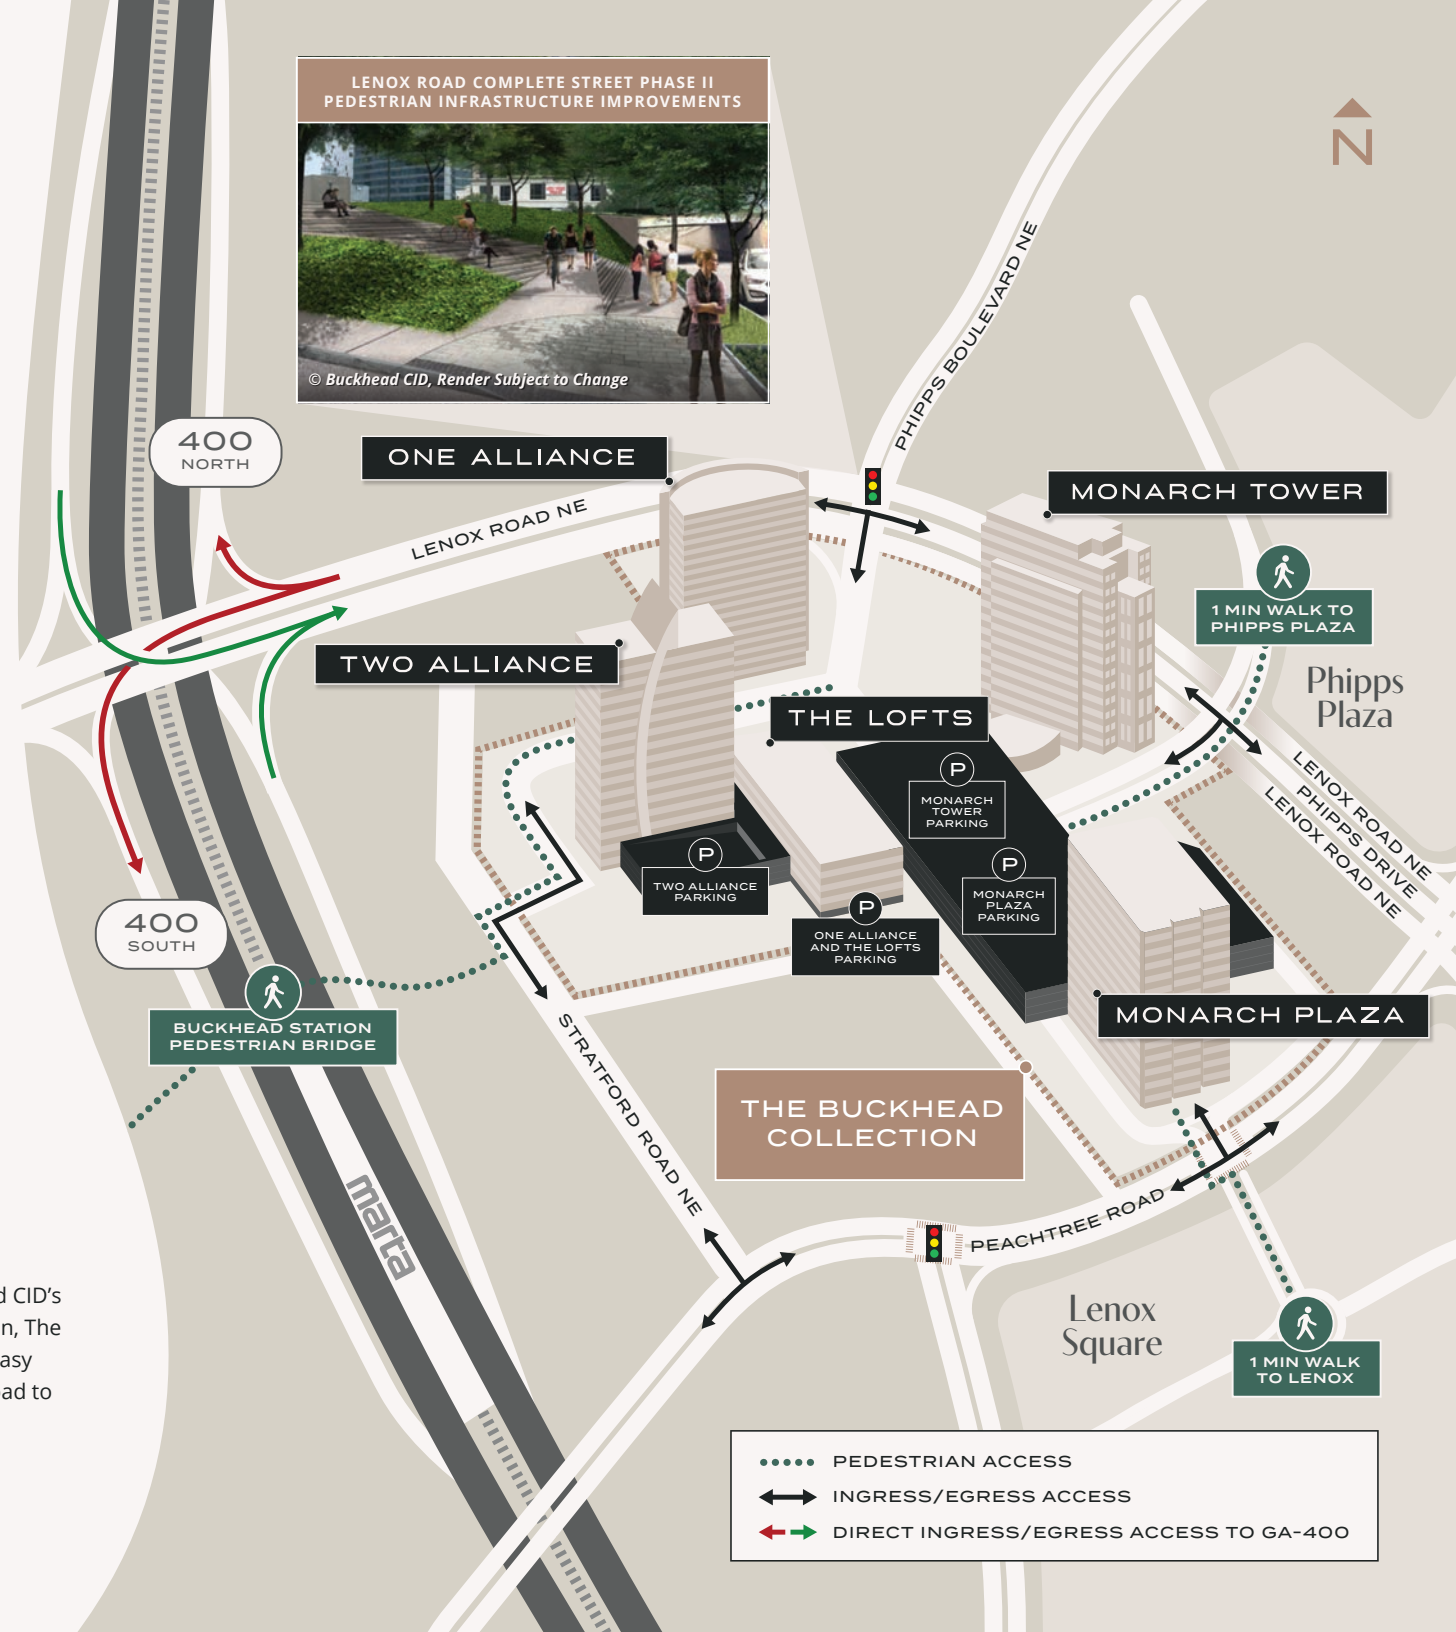 LENOX ROAD COMPLETE STREET PHASE II
PEDESTRIAN INFRASTRUCTURE IMPROVEMENTS
© Buckhead CID, Render Subject to Change
N
PHIPPS BOULEVARD NE
400
NORTH
ONE ALLIANCE
LENOX ROAD NE
MONARCH TOWER
1 MIN WALK TO
PHIPPS PLAZA
Phipps
Plaza
TWO ALLIANCE
THE LOFTS
P
MONARCH
TOWER
PARKING
LENOX ROAD NE
PHIPPS DRIVE
LENOX ROAD NE
P
TWO ALLIANCE
PARKING
P
MONARCH
PLAZA
PARKING
P
ONE ALLIANCE
AND THE LOFTS
PARKING
400
SOUTH
BUCKHEAD STATION
PEDESTRIAN BRIDGE
MONARCH PLAZA
STRATFORD ROAD NE
THE BUCKHEAD
COLLECTION
marta
PEACHTREE ROAD
Lenox
Square
1 MIN WALK
TO LENOX
d CID’s
n, The
asy
ad to
PEDESTRIAN ACCESS
INGRESS/EGRESS ACCESS
DIRECT INGRESS/EGRESS ACCESS TO GA-400